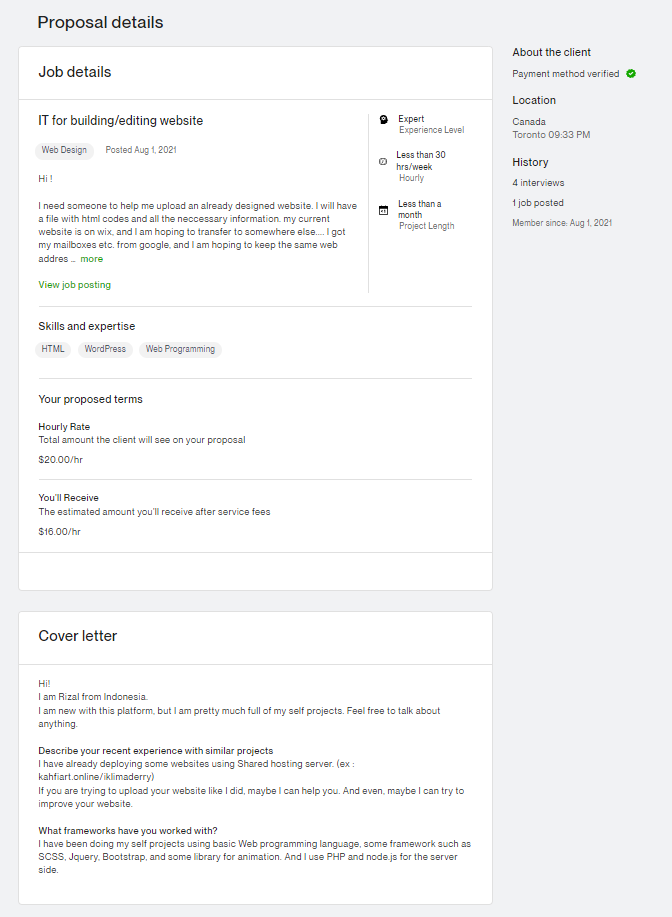 Proposal details
Job details
IT for building/editing website
Web Design
Posted Aug 1, 2021
Hi !
I need someone to help me upload an already designed website. I will have
a file with html codes and all the neccessary information. my current
website is on wix, and I am hoping to transfer to somewhere else.... I got
my mailboxes etc. from google, and I am hoping to keep the same web
addres ... more
View job posting
Expert
Experience Level
Less than 30
hrs/week
Hourly
Less than a
month
Project Length
Skills and expertise
HTML
WordPress
Web Programming
Your proposed terms
Hourly Rate
Total amount the client will see on your proposal
$20.00/hr
You'll Receive
The estimated amount you'll receive after service fees
$16.00/hr
Cover letter
Hi!
I am Rizal from Indonesia.
I am new with this platform, but I am pretty much full of my self projects. Feel free to talk about
anything.
Describe your recent experience with similar projects
I have already deploying some websites using Shared hosting server. (ex :
kahfiart.online/iklimaderry)
If you are trying to upload your website like I did, maybe I can help you. And even, maybe I can try to
improve your website.
What frameworks have you worked with?
I have been doing my self projects using basic Web programming language, some framework such as
SCSS, Jquery, Bootstrap, and some library for animation. And I use PHP and node.js for the server
side.
About the client
Payment method verified
Location
Canada
Toronto 09:33 PM
History
4 interviews
1 job posted
Member since: Aug 1, 2021